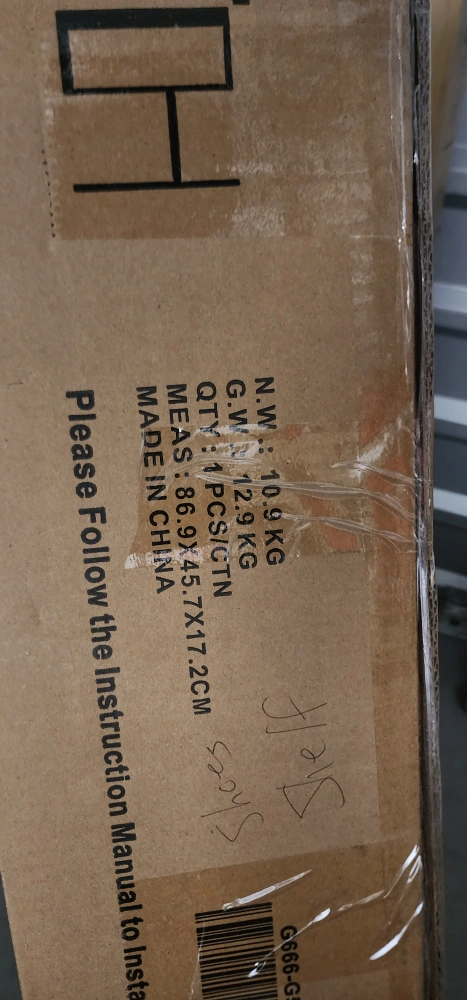 N.W.: 10.9 KG
G.W.: 12.9 KG
QTY: 1 PCS/CTN
MEAS: 86.9X45.7X17.2CM
MADE IN CHINA
Please Follow the Instruction Manual to Insta
Shelf
Shoes
G666-G